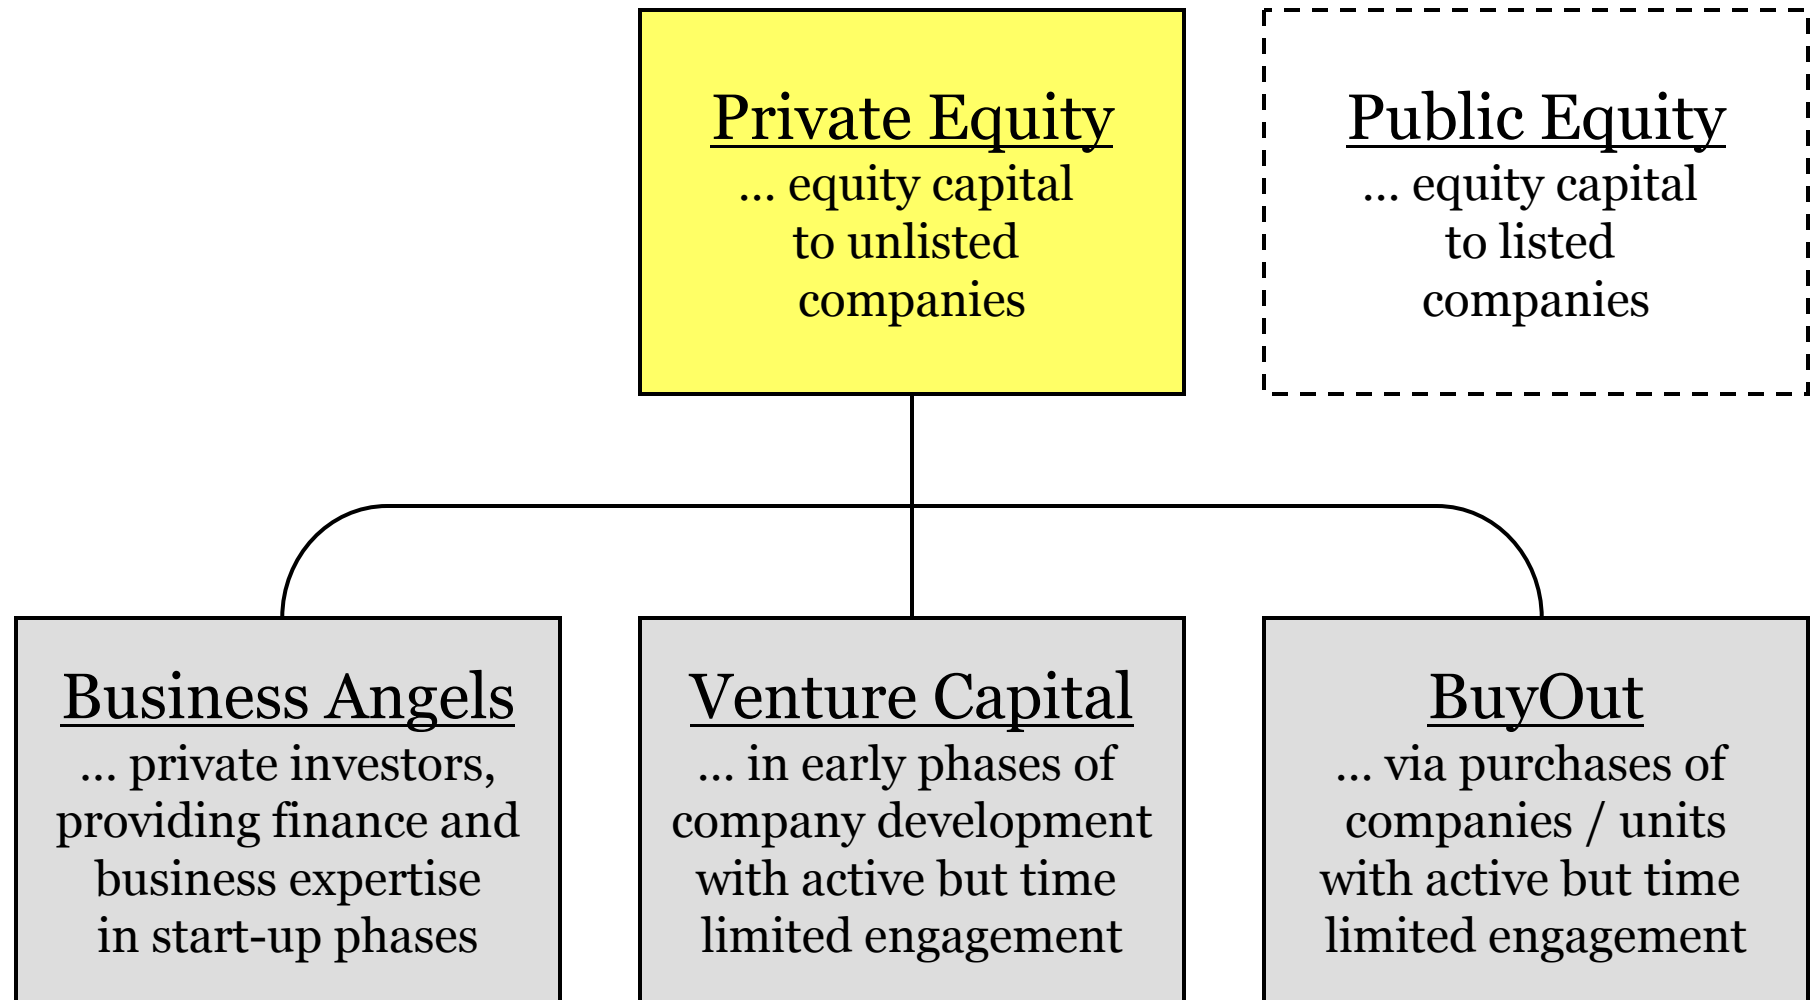 Private Equity
... equity capital
to unlisted
companies
Public Equity
... equity capital
to listed
companies
Business Angels
... private investors,
providing finance and
business expertise
in start-up phases
Venture Capital
... in early phases of
company development
with active but time
limited engagement
BuyOut
... via purchases of
companies / units
with active but time
limited engagement